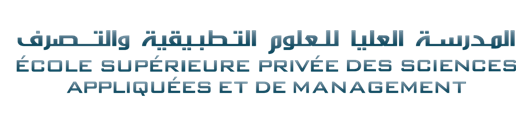 المدرسة العليا للعلوم التطبيقية والتصرف
ÉCOLE SUPÉRIEURE PRIVÉE DES SCIENCES
APPLIQUÉES ET DE MANAGEMENT